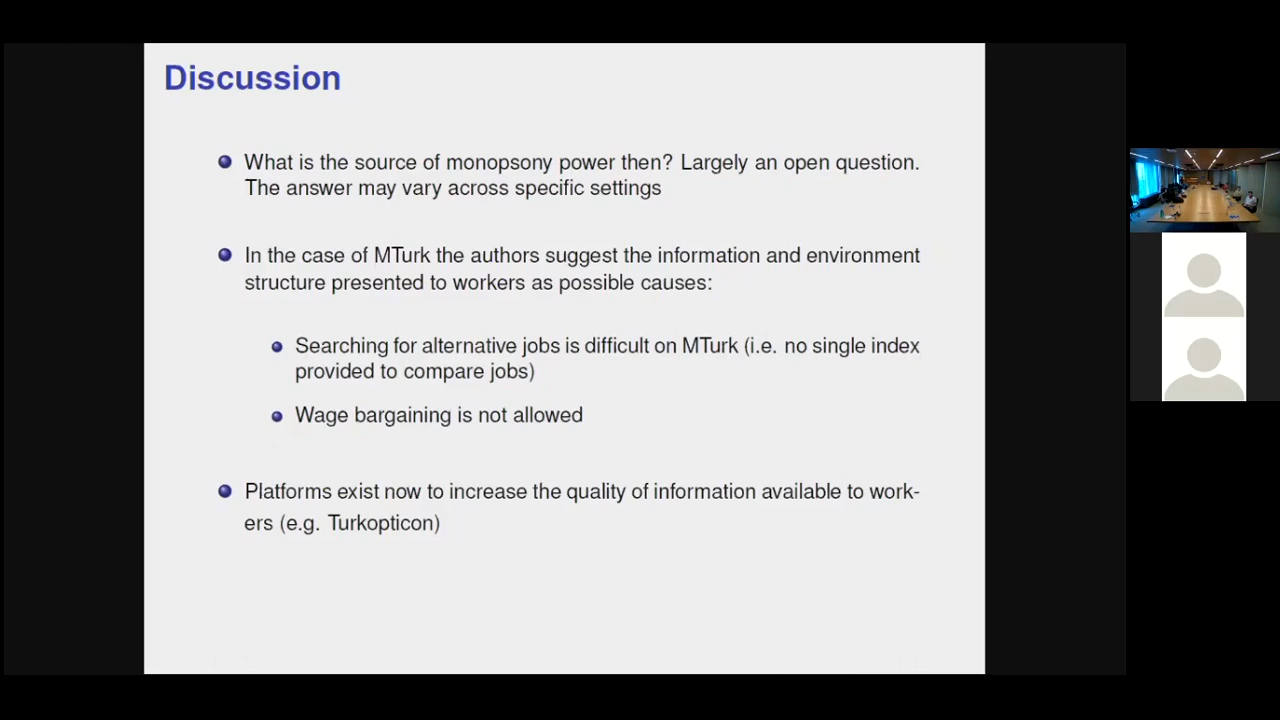 Discussion
What is the source of monopsony power then? Largely an open question.
The answer may vary across specific settings
In the case of MTurk the authors suggest the information and environment
structure presented to workers as possible causes:
Searching for alternative jobs is difficult on MTurk (i.e. no single index
provided to compare jobs)
Wage bargaining is not allowed
Platforms exist now to increase the quality of information available to work-
ers (e.g. Turkopticon)